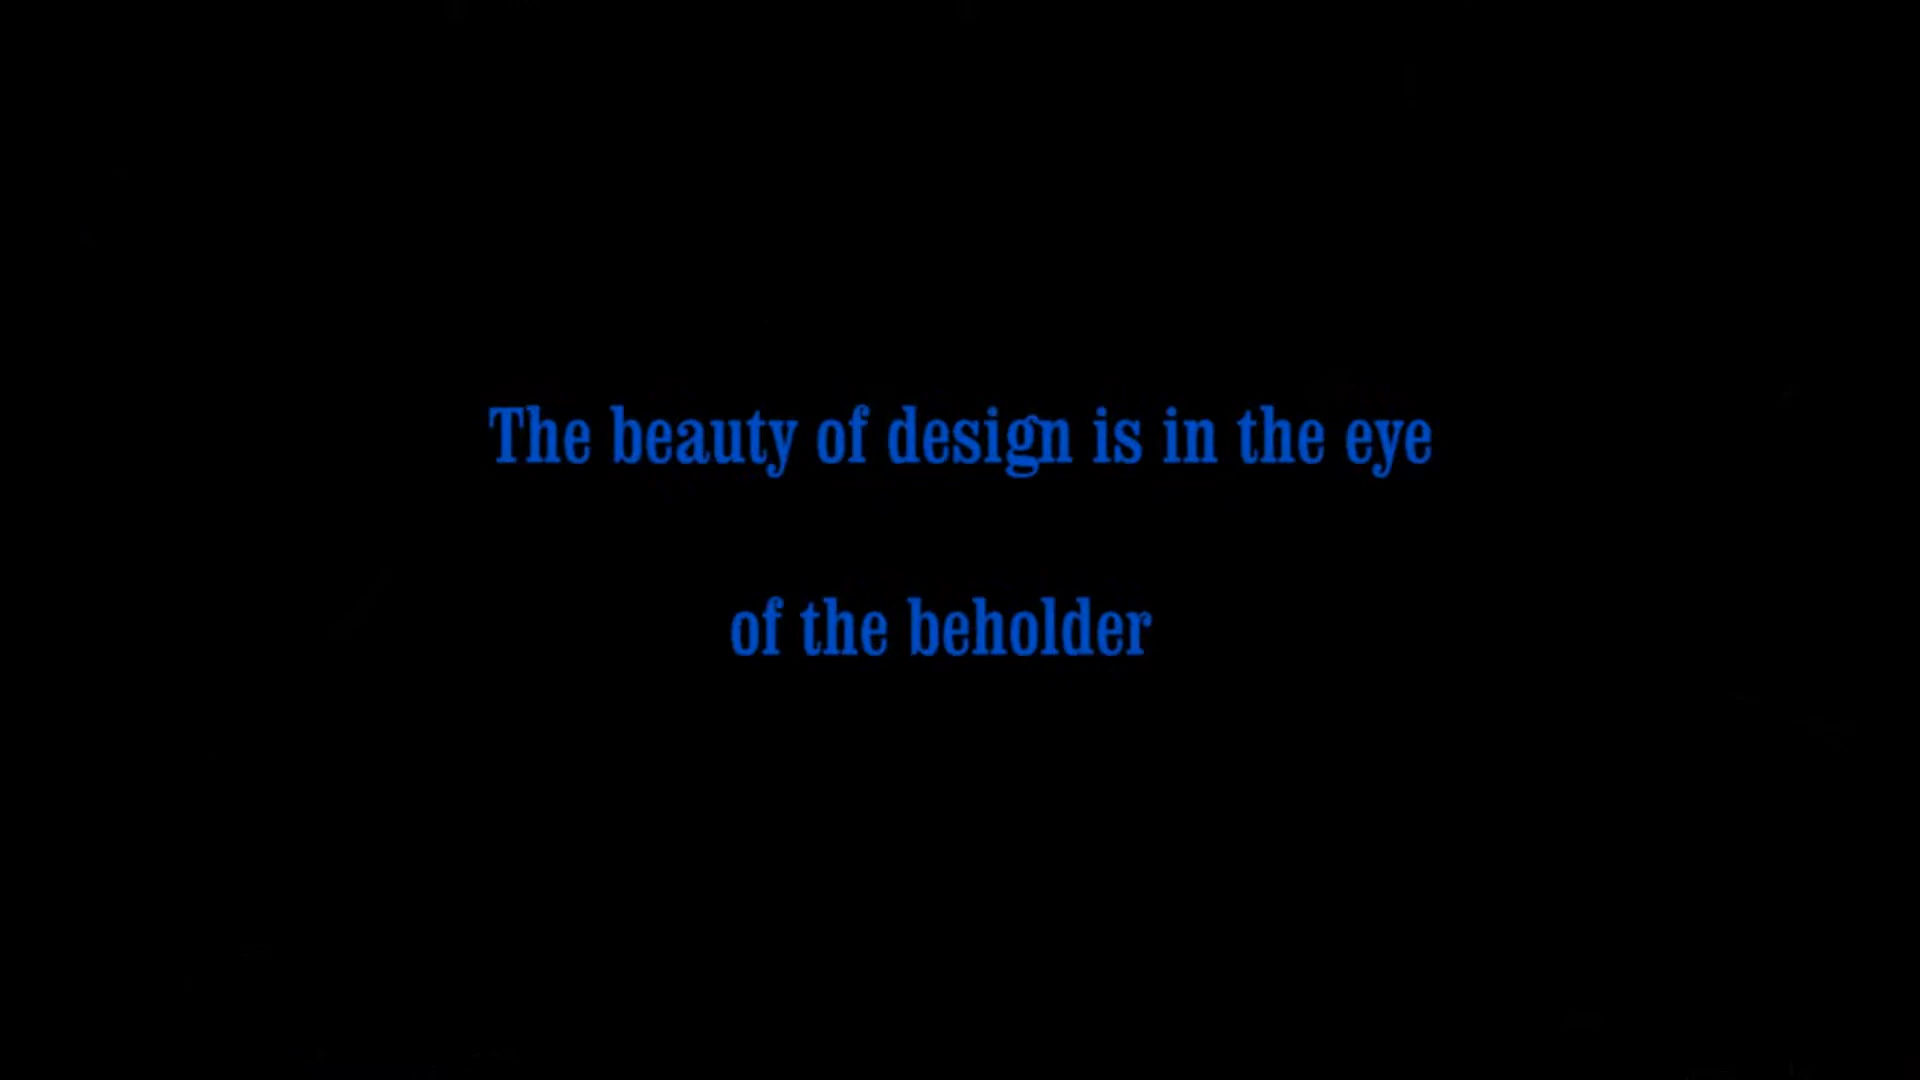 The beauty of design is in the eye
of the beholder